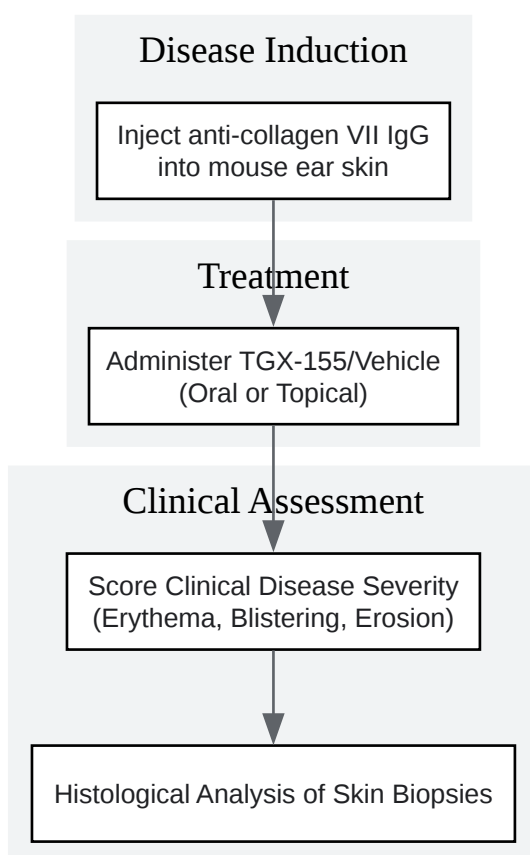 Disease Induction
Inject anti-collagen VII IgG
into mouse ear skin
Treatment
Administer TGX-155/Vehicle
(Oral or Topical)
Clinical Assessment
Score Clinical Disease Severity
(Erythema, Blistering, Erosion)
Histological Analysis of Skin Biopsies